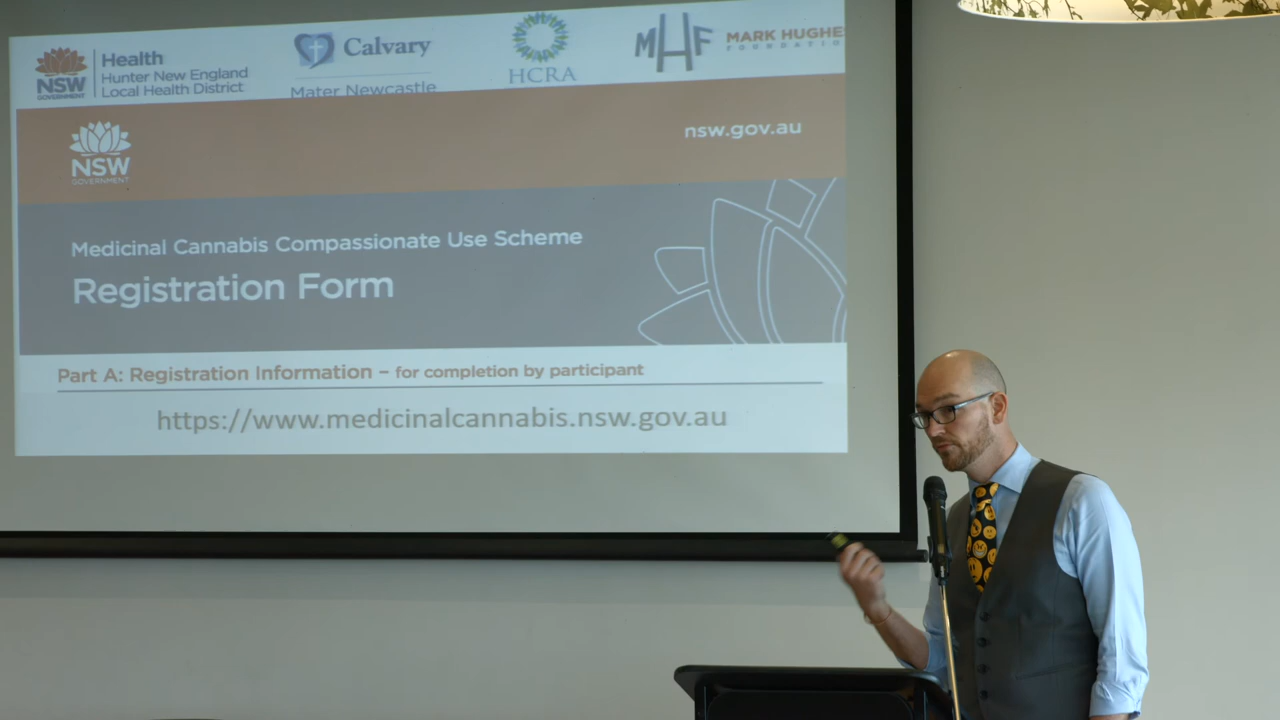 Health
Hunter New England
Local Health District
NSW
GOVERNMENT
Calvary
Mater Newcastle
HCRA
MHF
MARK HUGHES
FOUNDATIO
NSW
GOVERNMENT
nsw.gov.au
Medicinal Cannabis Compassionate Use Scheme
Registration Form
Part A: Registration Information – for completion by participant
https://www.medicinalcannabis.nsw.gov.au